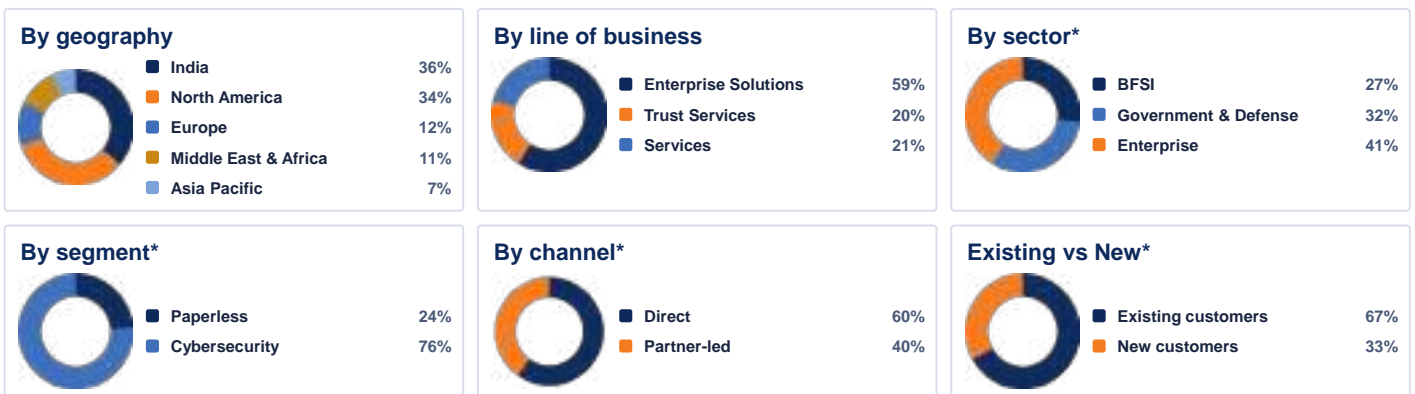 By geography
India 36%
North America 34%
Europe 12%
Middle East & Africa 11%
Asia Pacific 7%
By line of business
Enterprise Solutions 59%
Trust Services 20%
Services 21%
By sector*
BFSI 27%
Government & Defense 32%
Enterprise 41%
By segment*
Paperless 24%
Cybersecurity 76%
By channel*
Direct 60%
Partner-led 40%
Existing vs New*
Existing customers 67%
New customers 33%